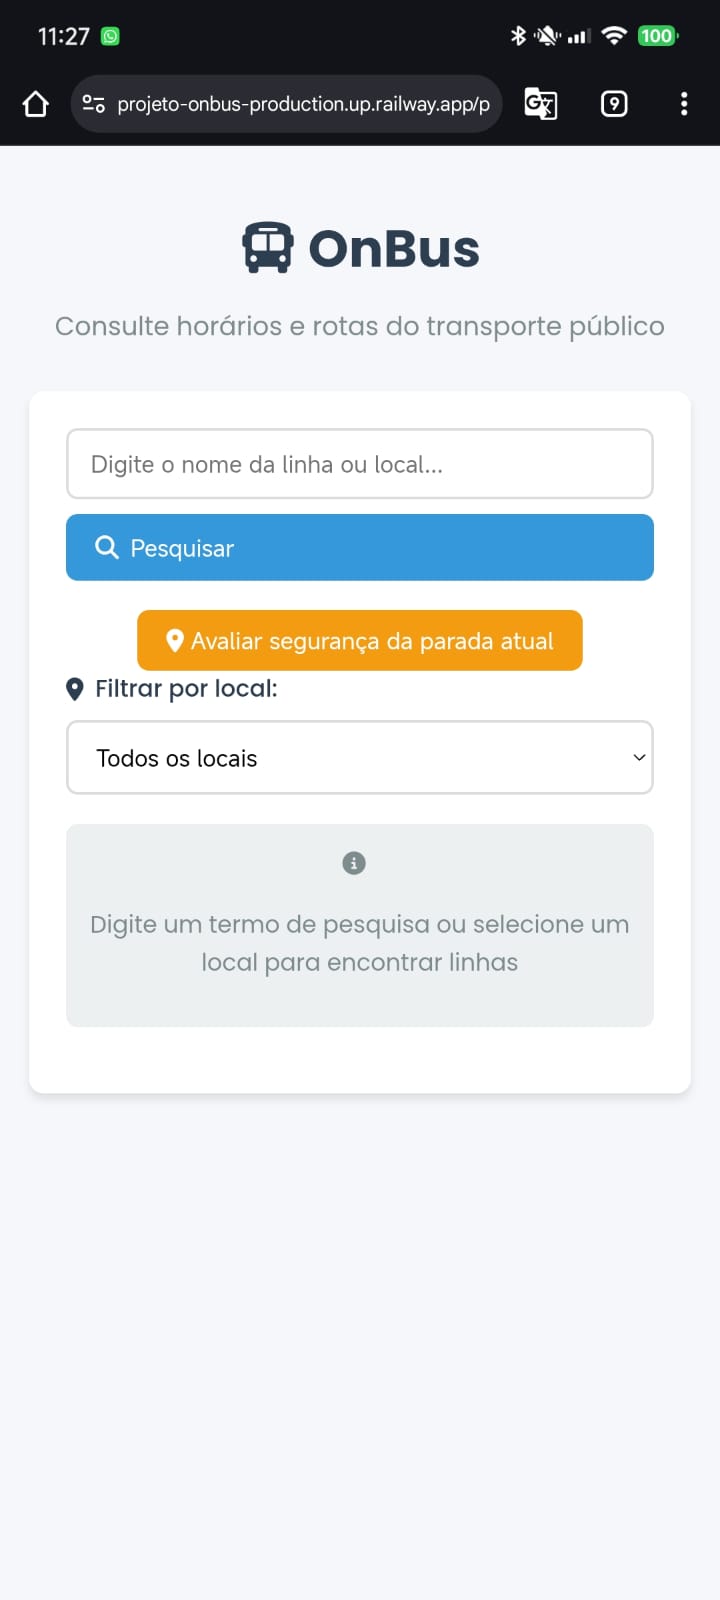 11:27
100
projeto-onbus-production.up.railway.app/p
9
OnBus
Consulte horários e rotas do transporte público
Digite o nome da linha ou local...
Pesquisar
Avaliar segurança da parada atual
Filtrar por local:
Todos os locais
Digite um termo de pesquisa ou selecione um
local para encontrar linhas